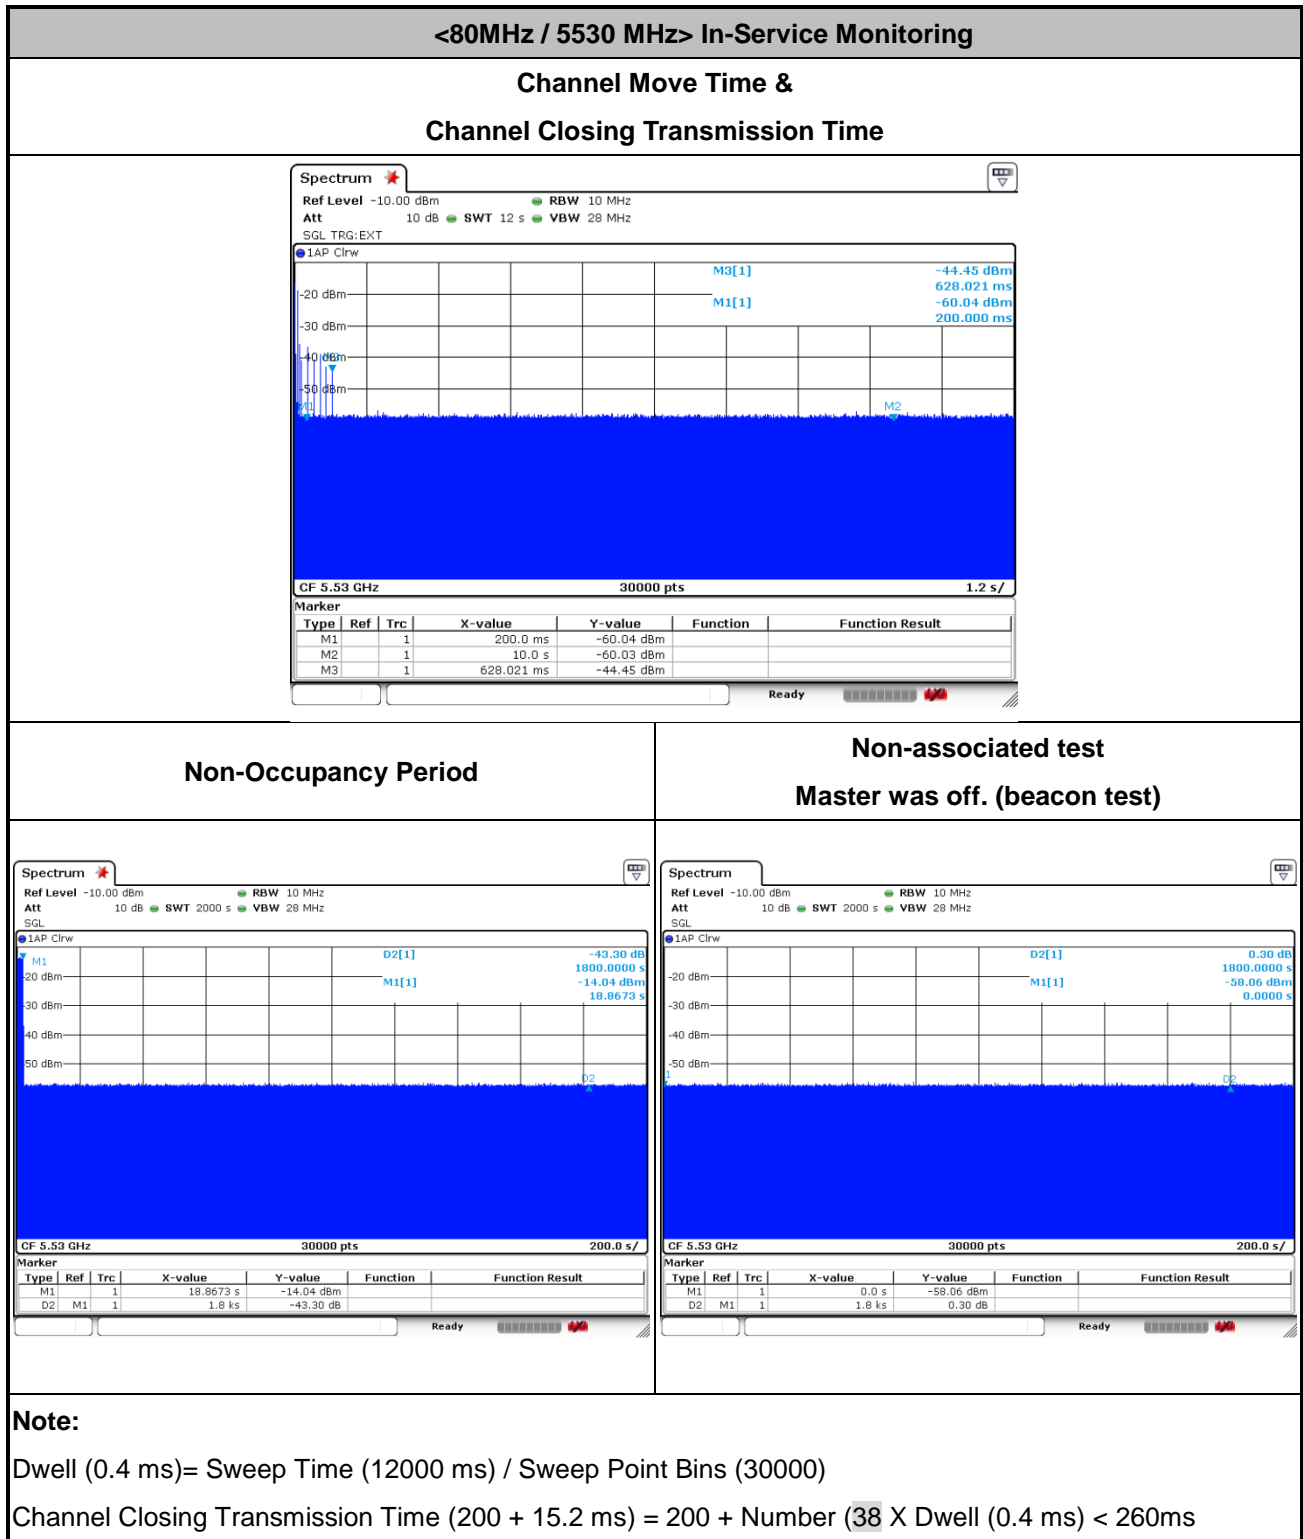 <80MHz / 5530 MHz> In-Service Monitoring
Channel Move Time &
Channel Closing Transmission Time
Spectrum
Ref Level -10.00 dBm RBW 10 MHz
Att 10 dB SWT 12 s VBW 28 MHz
SGL TRG:EXT
1AP Clrw
M3[1] -44.45 dBm
628.021 ms
-20 dBm
M1[1] -60.04 dBm
200.000 ms
-30 dBm
-40 dBm
M3
-50 dBm
M1 M2
CF 5.53 GHz 30000 pts 1.2 s/
Marker
Type Ref Trc X-value Y-value Function Function Result
M1 1 200.0 ms -60.04 dBm
M2 1 10.0 s -60.03 dBm
M3 1 628.021 ms -44.45 dBm
Ready
Non-Occupancy Period
Non-associated test
Master was off. (beacon test)
Spectrum
Ref Level -10.00 dBm RBW 10 MHz
Att 10 dB SWT 2000 s VBW 28 MHz
SGL
1AP Clrw
M1 D2[1] -43.30 dB
1800.0000 s
-20 dBm
M1[1] -14.04 dBm
18.8673 s
-30 dBm
-40 dBm
-50 dBm
D2
CF 5.53 GHz 30000 pts 200.0 s/
Marker
Type Ref Trc X-value Y-value Function Function Result
M1 1 18.8673 s -14.04 dBm
D2 M1 1 1.8 ks -43.30 dB
Ready
Spectrum
Ref Level -10.00 dBm RBW 10 MHz
Att 10 dB SWT 2000 s VBW 28 MHz
SGL
1AP Clrw
D2[1] 0.30 dB
1800.0000 s
-20 dBm
M1[1] -58.06 dBm
0.0000 s
-30 dBm
-40 dBm
-50 dBm
1 D2
CF 5.53 GHz 30000 pts 200.0 s/
Marker
Type Ref Trc X-value Y-value Function Function Result
M1 1 0.0 s -58.06 dBm
D2 M1 1 1.8 ks 0.30 dB
Ready
Note:
Dwell (0.4 ms)= Sweep Time (12000 ms) / Sweep Point Bins (30000)
Channel Closing Transmission Time (200 + 15.2 ms) = 200 + Number (38 X Dwell (0.4 ms) < 260ms